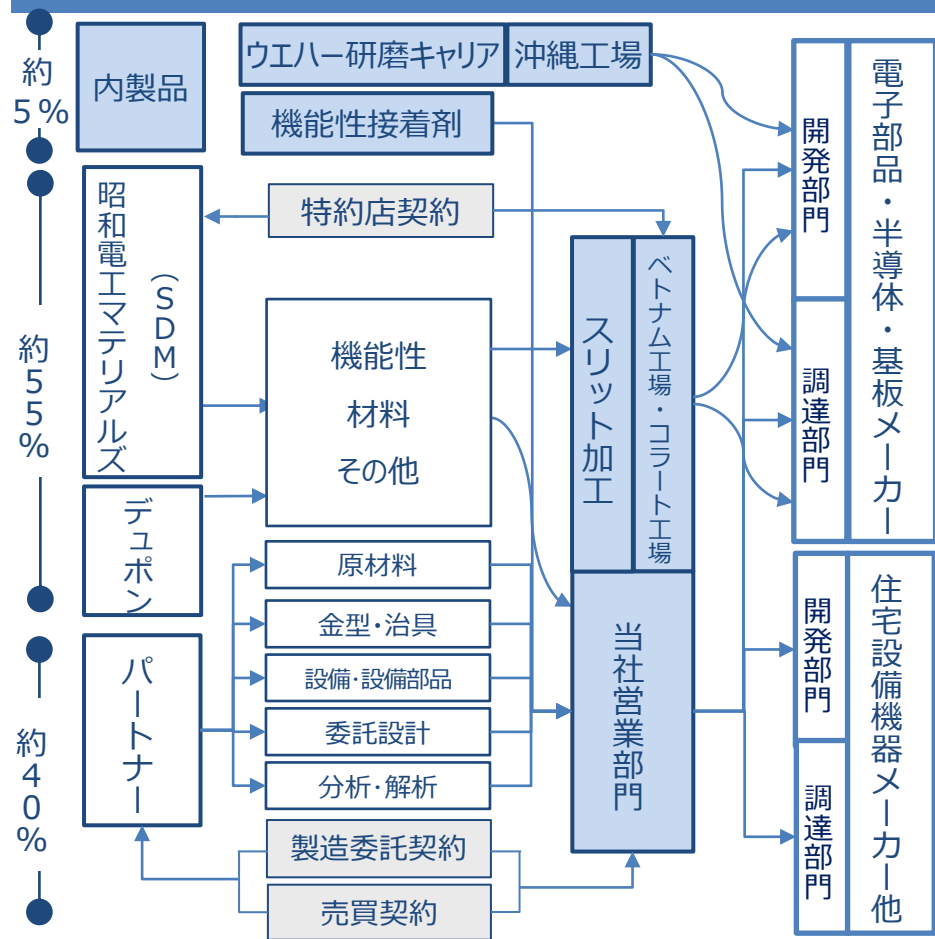 約
5%
内製品
ウエハー研磨キャリア
沖縄工場
機能性接着剤
約55%
昭和電工マテリアルズ
(SDM)
デュポン
特約店契約
機能性
材料
その他
スリット加工
ベトナム工場・コラート工場
当社営業部門
開発部門
調達部門
電子部品・半導体・基板メーカー
約40%
パートナー
原材料
金型・治具
設備・設備部品
委託設計
分析・解析
製造委託契約
売買契約
開発部門
調達部門
住宅設備機器メーカー他